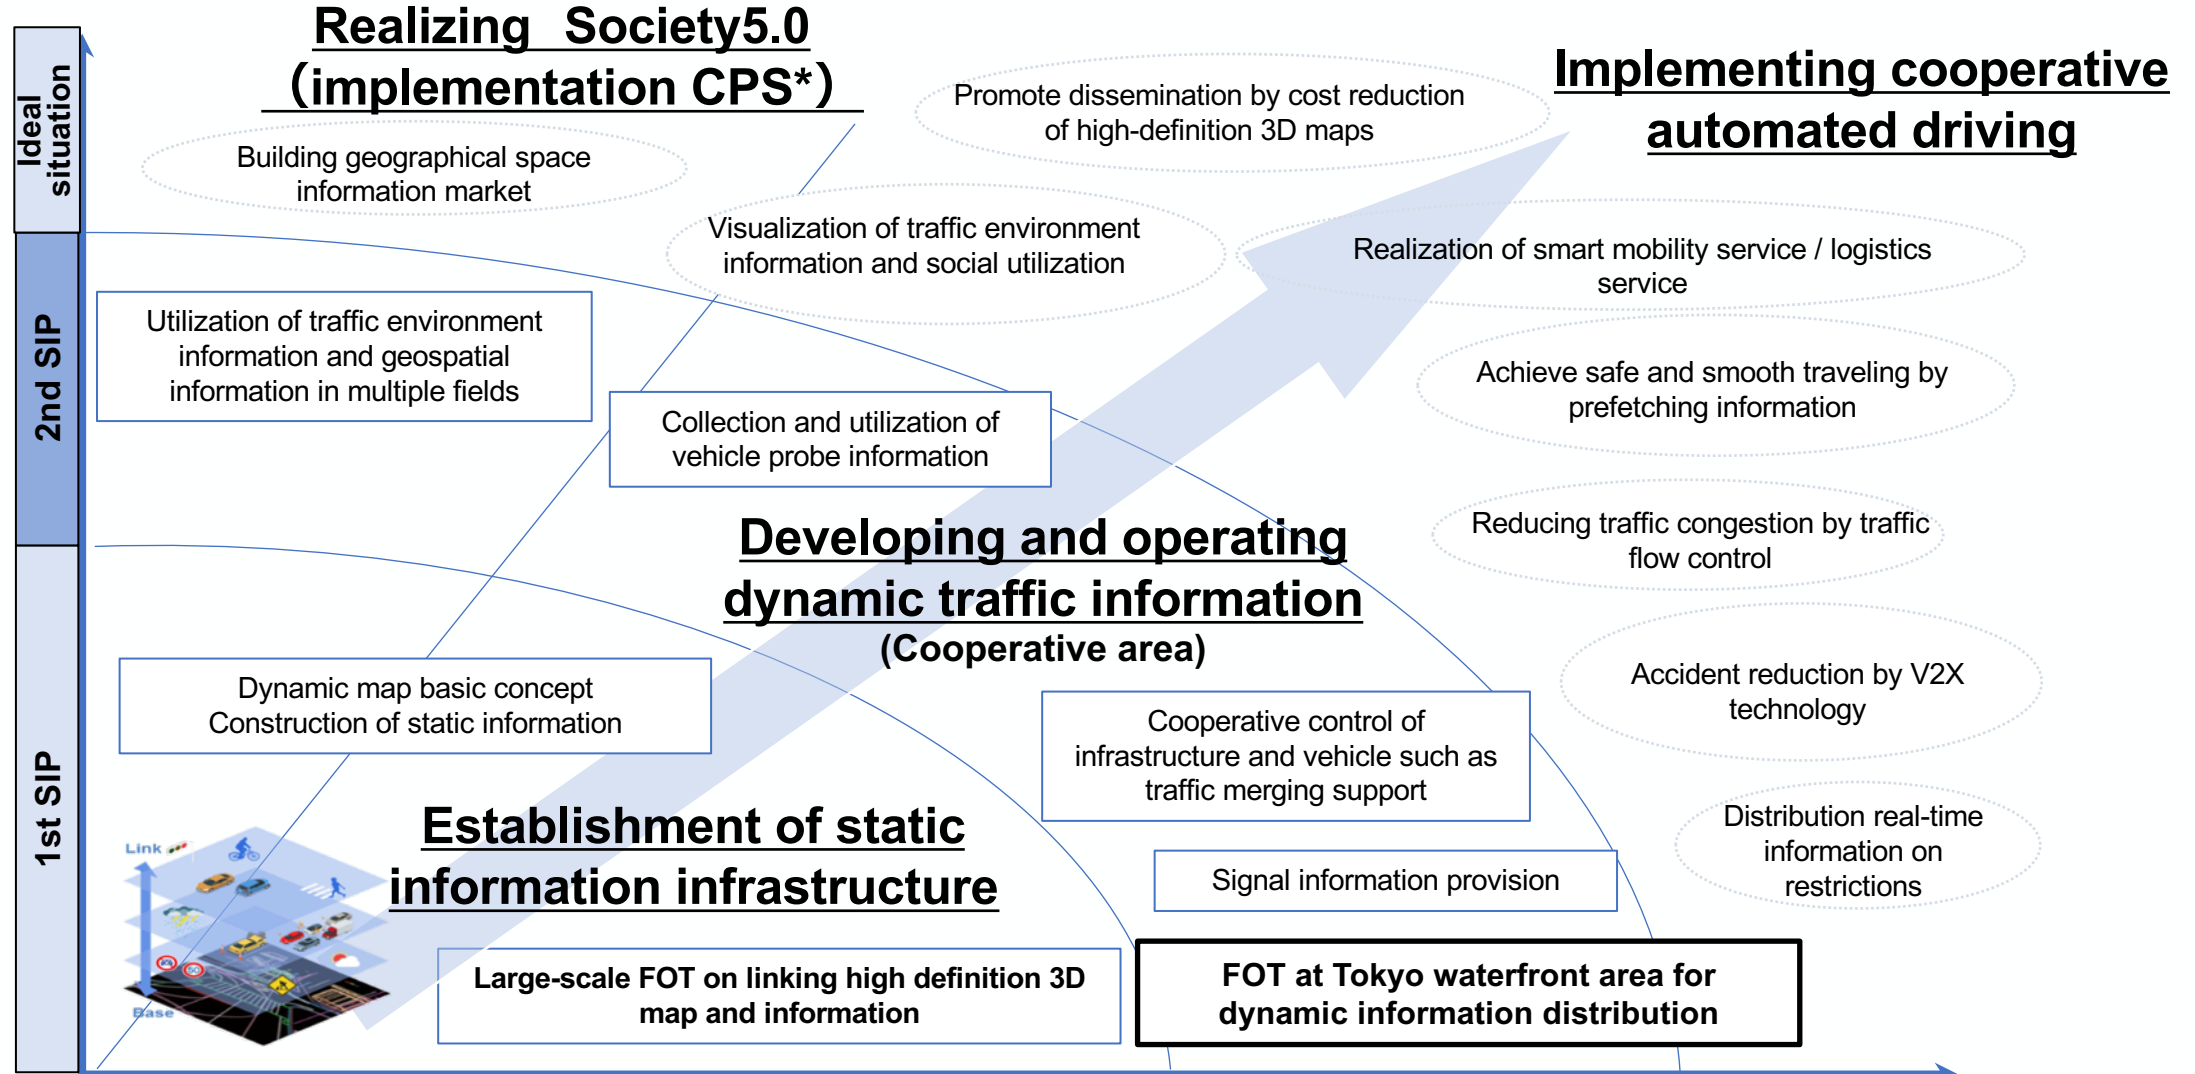 Realizing Society5.0
（implementation CPS*）
Implementing cooperative
automated driving
Ideal
situation
2nd SIP
1st SIP
Promote dissemination by cost reduction
of high-definition 3D maps
Building geographical space
information market
Visualization of traffic environment
information and social utilization
Realization of smart mobility service / logistics
service
Utilization of traffic environment
information and geospatial
information in multiple fields
Achieve safe and smooth traveling by
prefetching information
Collection and utilization of
vehicle probe information
Reducing traffic congestion by traffic
flow control
Developing and operating
dynamic traffic information
(Cooperative area)
Dynamic map basic concept
Construction of static information
Accident reduction by V2X
technology
Cooperative control of
infrastructure and vehicle such as
traffic merging support
Establishment of static
information infrastructure
Distribution real-time
information on
restrictions
Signal information provision
Link
Base
Large-scale FOT on linking high definition 3D
map and information
FOT at Tokyo waterfront area for
dynamic information distribution